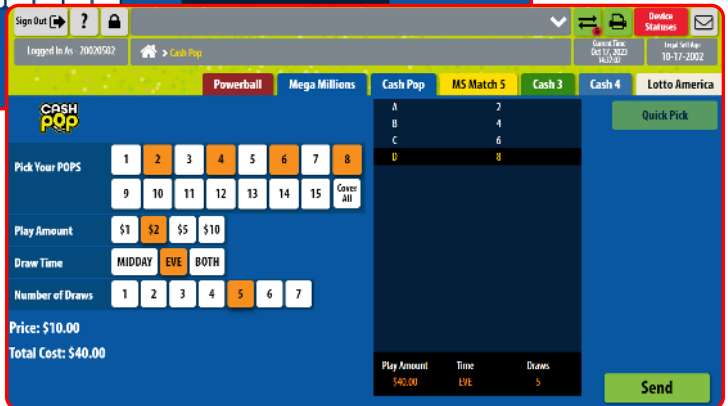 Sign Out ?
Device Statuses
Logged In As 20020502 > Cash Pop
Current Time
Oct 17, 2023
14:37:03
Legal Sell Age
10-17-2002
Powerball Mega Millions Cash Pop MS Match 5 Cash 3 Cash 4 Lotto America
CASH POP
Quick Pick
A 2
B 4
C 6
D 8
Pick Your POPS
1 2 3 4 5 6 7 8
9 10 11 12 13 14 15 Cover All
Play Amount $1 $2 $5 $10
Draw Time MIDDAY EVE BOTH
Number of Draws 1 2 3 4 5 6 7
Price: $10.00
Total Cost: $40.00
Play Amount Time Draws
$40.00 EVE 5
Send